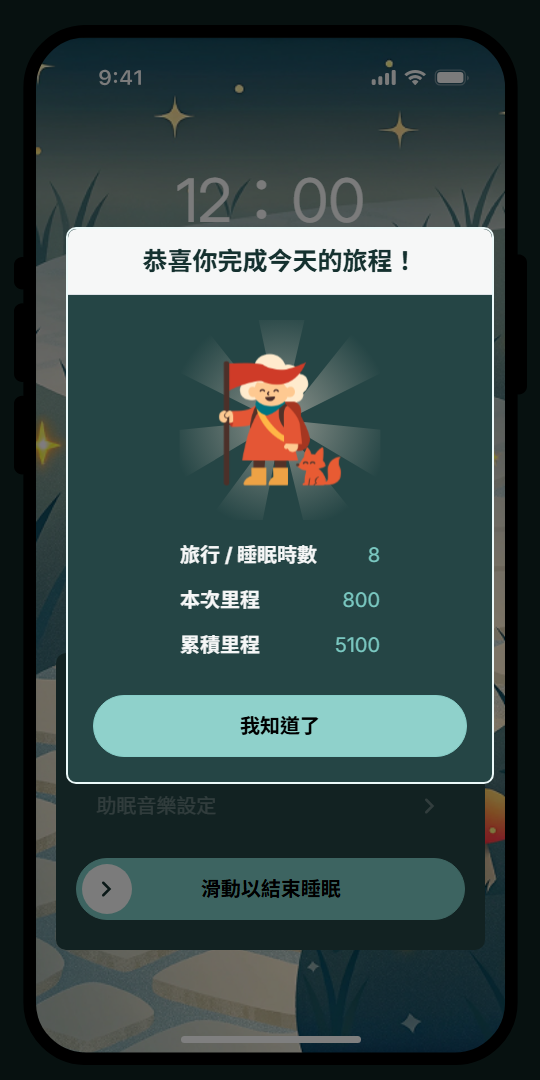 9:41
12：00
恭喜你完成今天的旅程！
旅行 / 睡眠時數 8
本次里程 800
累積里程 5100
我知道了
助眠音樂設定
滑動以結束睡眠